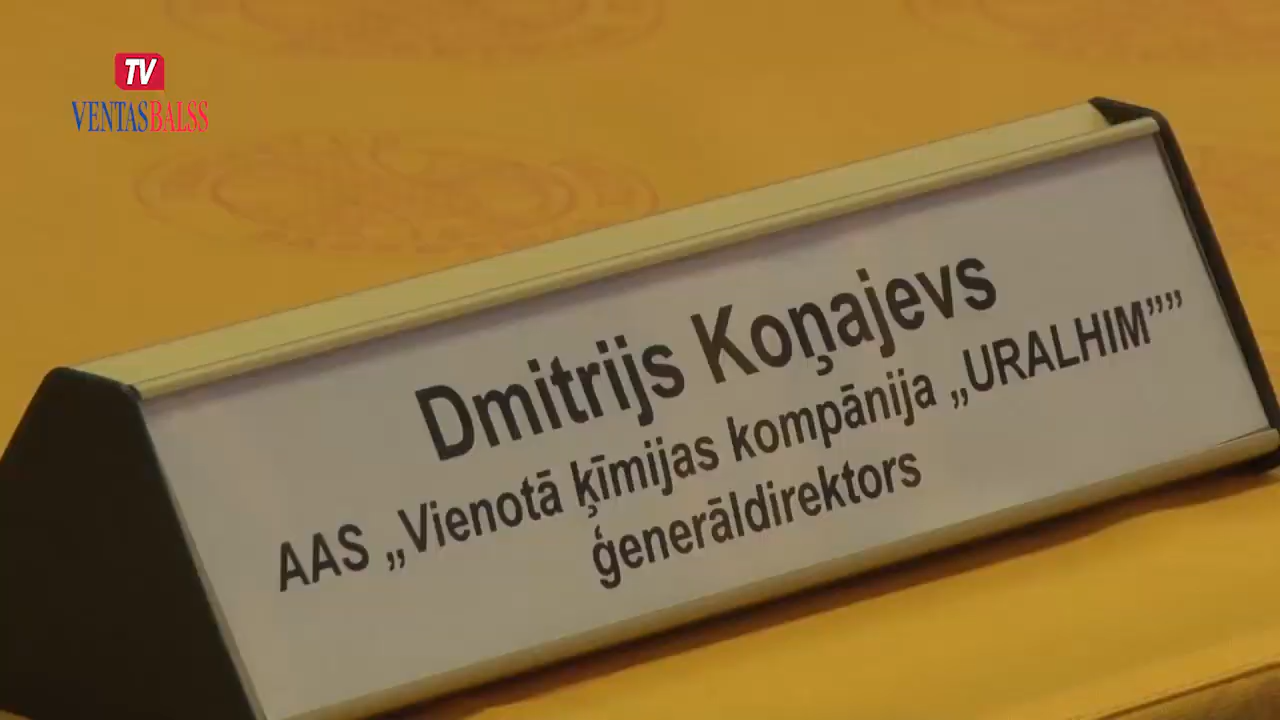 TV
VENTASBALSS
Dmitrijs Koņajevs
AAS „Vienotā ķīmijas kompānija „URALHIM””
ģenerāldirektors